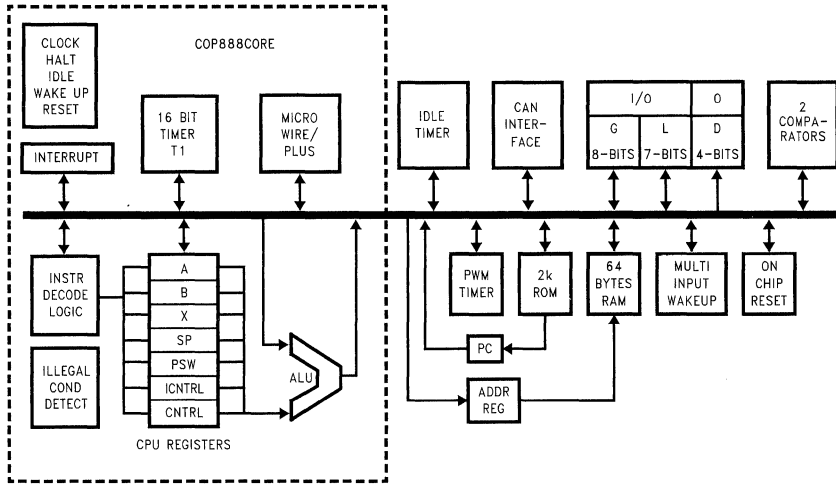 COP888CORE
CLOCK
HALT
IDLE
WAKE UP
RESET
16 BIT
TIMER
T1
MICRO
WIRE/
PLUS
INTERRUPT
IDLE
TIMER
CAN
INTER-
FACE
I/O
O
G
L
D
8-BITS
7-BITS
4-BITS
2
COMPA-
RATORS
INSTR
DECODE
LOGIC
A
B
X
SP
PSW
ICNTRL
CNTRL
CPU REGISTERS
ILLEGAL
COND
DETECT
ALU
PWM
TIMER
2k
ROM
64
BYTES
RAM
MULTI
INPUT
WAKEUP
ON
CHIP
RESET
PC
ADDR
REG